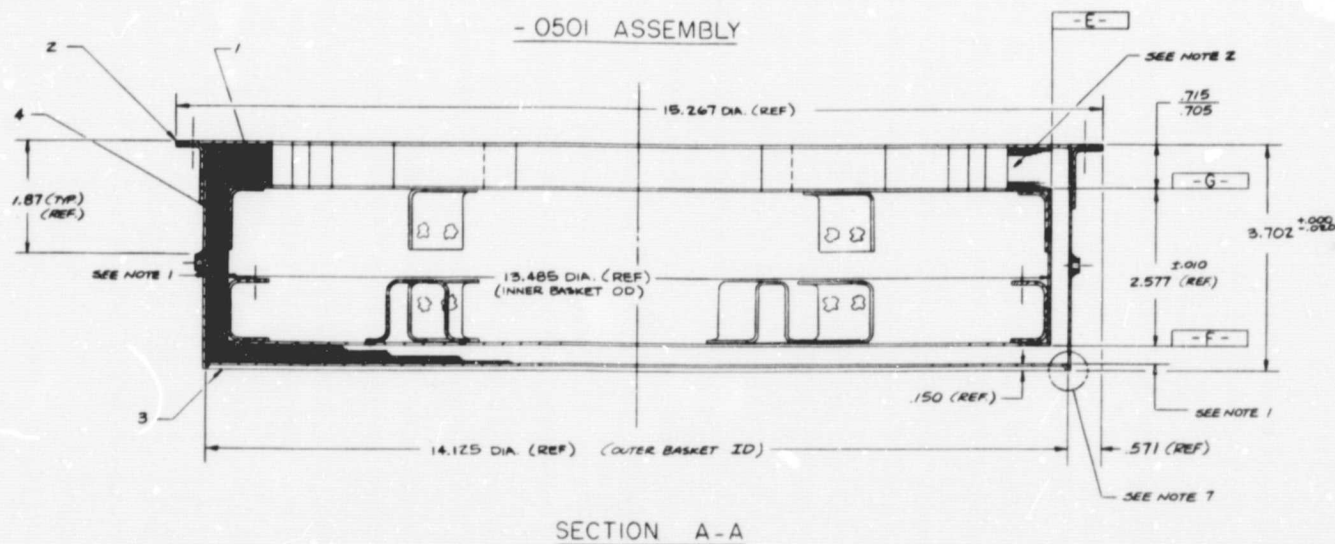 - 0501 ASSEMBLY
-E-
SEE NOTE 2
2
1
15.267 DIA. (REF)
.715
.705
4
1.87 (TYP)
(REF.)
-G-
3.702 +.000
-.020
SEE NOTE 1
13.485 DIA. (REF)
(INNER BASKET OD)
±.010
2.577 (REF)
-F-
3
.150 (REF.)
SEE NOTE 1
14.125 DIA. (REF) (OUTER BASKET ID)
.571 (REF)
SEE NOTE 7
SECTION A-A